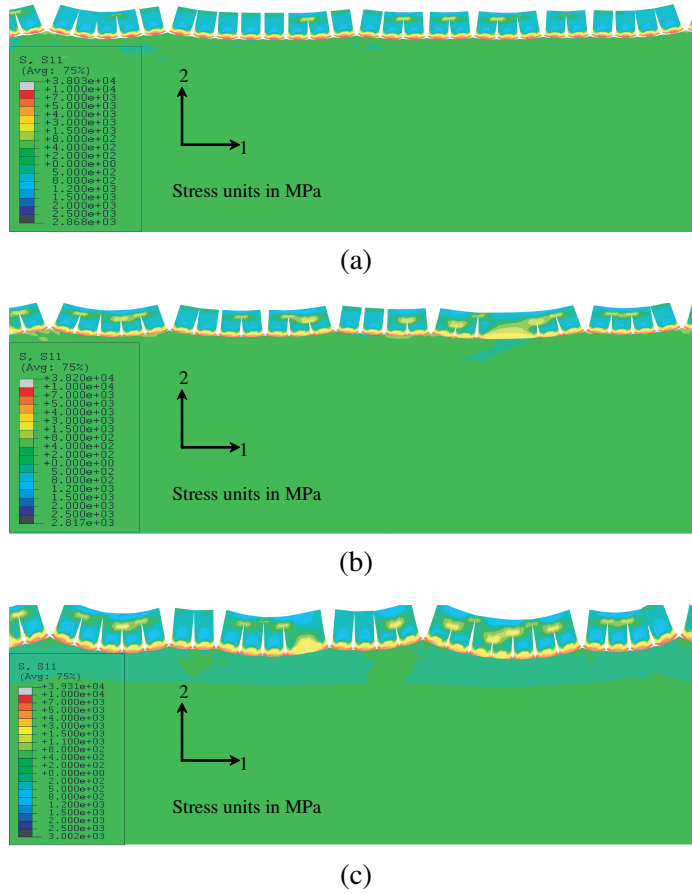 S, S11
(Avg: 75%)
+3.803e+04
+1.000e+04
+7.000e+03
+5.000e+03
+4.000e+03
+1.500e+03
+8.000e+02
+4.000e+02
+2.000e+02
+0.000e+00
5.000e+02
8.000e+02
1.200e+03
1.500e+03
2.000e+03
2.500e+03
2.868e+03
2
1
Stress units in MPa
(a)
S, S11
(Avg: 75%)
+3.820e+04
+1.000e+04
+7.000e+03
+5.000e+03
+4.000e+03
+3.000e+03
+1.500e+03
+8.000e+02
+4.000e+02
+2.000e+02
+0.000e+00
5.000e+02
8.000e+02
1.200e+03
1.500e+03
2.000e+03
2.500e+03
2.817e+03
2
1
Stress units in MPa
(b)
S, S11
(Avg: 75%)
+3.931e+04
+1.000e+04
+7.000e+03
+5.000e+03
+4.000e+03
+3.000e+03
+1.500e+03
+1.100e+03
+8.000e+02
+4.000e+02
+2.000e+02
+0.000e+00
2.000e+02
5.000e+02
8.000e+02
1.200e+03
1.500e+03
2.000e+03
2.500e+03
3.002e+03
2
1
Stress units in MPa
(c)